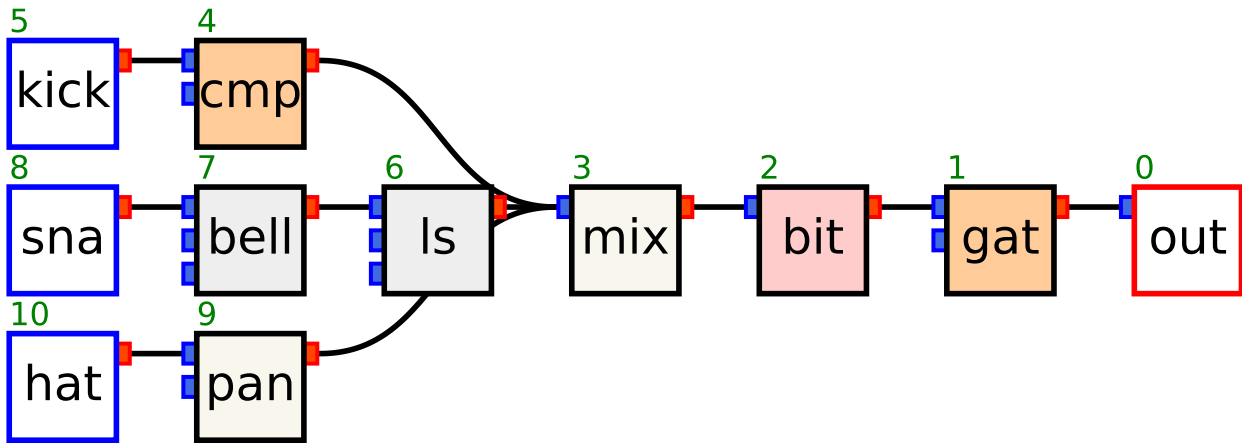 5 4
kick cmp
8 7 6 3 2 1 0
sna bell ls mix bit gat out
10 9
hat pan